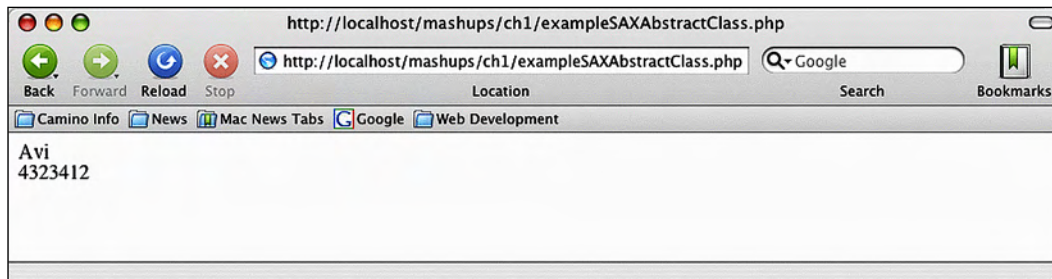 http://localhost/mashups/ch1/exampleSAXAbstractClass.php
http://localhost/mashups/ch1/exampleSAXAbstractClass.php Google
Back Forward Reload Stop Location Search Bookmarks
Camino Info News Mac News Tabs G Google Web Development
Avi
4323412